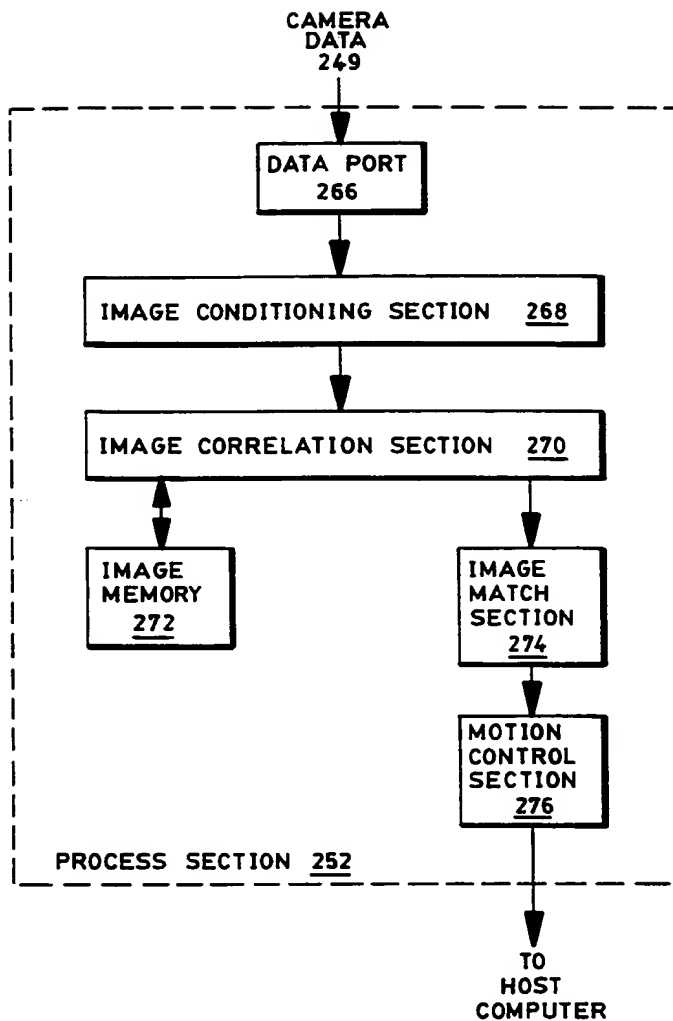 CAMERA
DATA
249
DATA PORT
266
IMAGE CONDITIONING SECTION 268
IMAGE CORRELATION SECTION 270
IMAGE
MEMORY
272
IMAGE
MATCH
SECTION
274
MOTION
CONTROL
SECTION
276
PROCESS SECTION 252
TO
HOST
COMPUTER